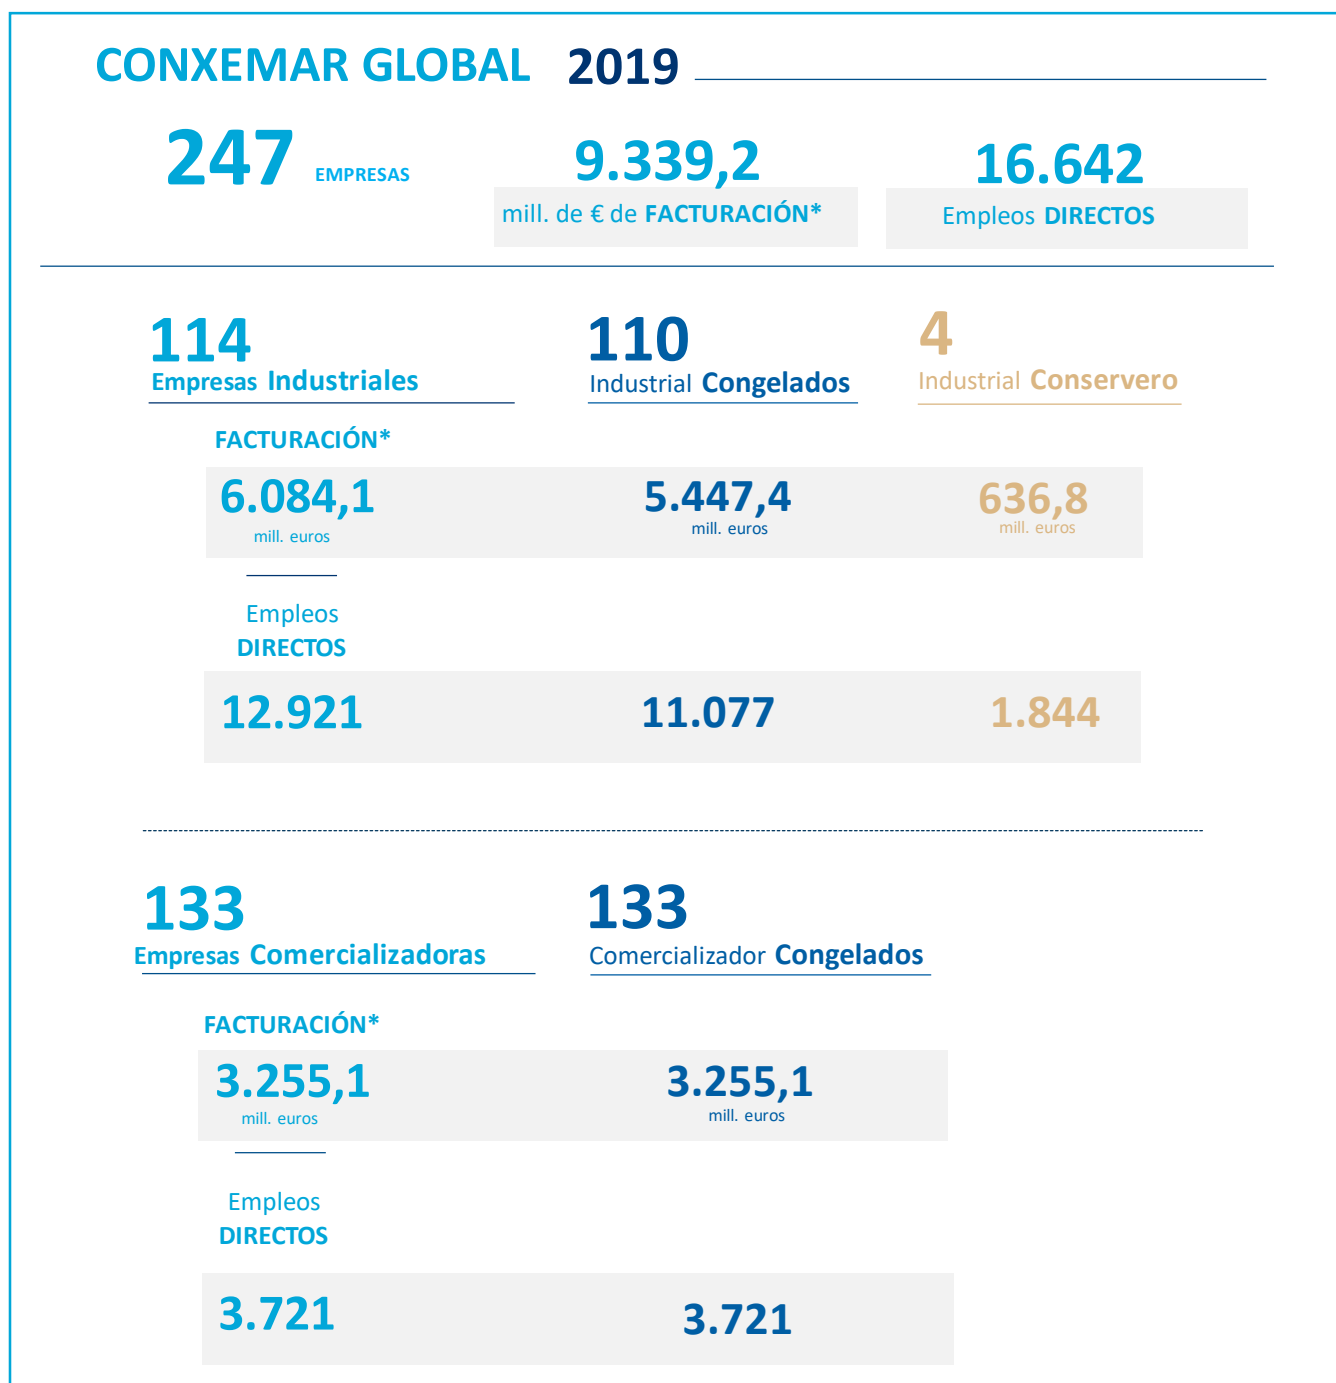 CONXEMAR GLOBAL 2019
247 EMPRESAS
9.339,2
mill. de € de FACTURACIÓN*
16.642
Empleos DIRECTOS
114
Empresas Industriales
110
Industrial Congelados
4
Industrial Conservero
FACTURACIÓN*
6.084,1
mill. euros
5.447,4
mill. euros
636,8
mill. euros
Empleos
DIRECTOS
12.921
11.077
1.844
133
Empresas Comercializadoras
133
Comercializador Congelados
FACTURACIÓN*
3.255,1
mill. euros
3.255,1
mill. euros
Empleos
DIRECTOS
3.721
3.721